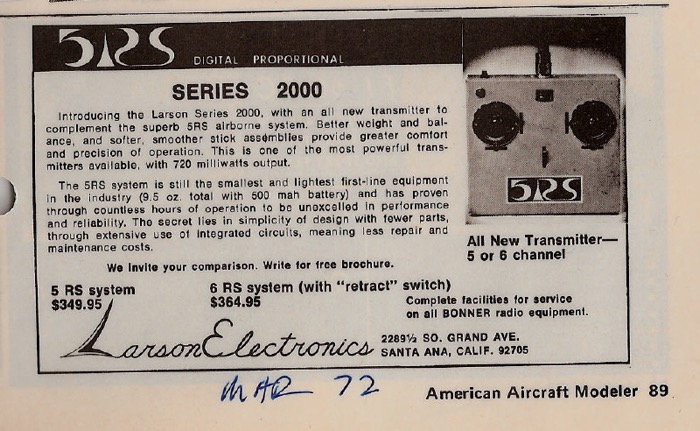 5RS DIGITAL PROPORTIONAL
SERIES 2000
Introducing the Larson Series 2000, with an all new transmitter to
complement the superb 5RS airborne system. Better weight and bal-
ance, and softer, smoother stick assemblies provide greater comfort
and precision of operation. This is one of the most powerful trans-
mitters available, with 720 milliwatts output.
The 5RS system is still the smallest and lightest first-line equipment
in the industry (9.5 oz. total with 500 mah battery) and has proven
through countless hours of operation to be unexcelled in performance
and reliability. The secret lies in simplicity of design with fewer parts,
through extensive use of integrated circuits, meaning less repair and
maintenance costs.
We invite your comparison. Write for free brochure.
5RS
All New Transmitter—
5 or 6 channel
5 RS system
$349.95
6 RS system (with "retract" switch)
$364.95
Complete facilities for service
on all BONNER radio equipment.
Larson Electronics
2289½ SO. GRAND AVE.
SANTA ANA, CALIF. 92705
MAR 72
American Aircraft Modeler 89